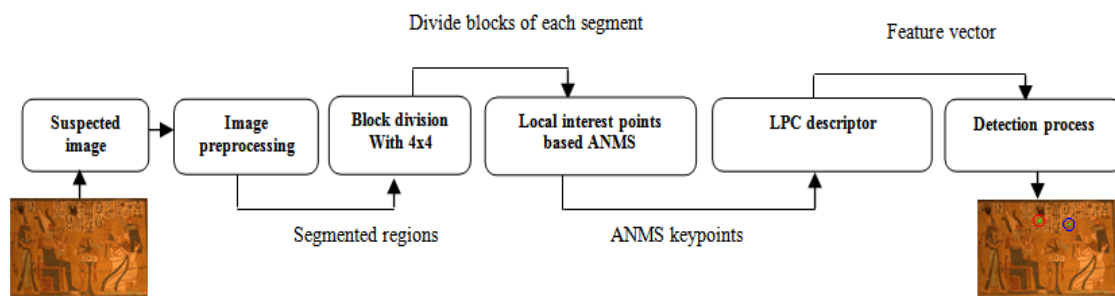 Divide blocks of each segment
Feature vector
Suspected
image
Image
preprocessing
Block division
With 4x4
Local interest points
based ANMS
LPC descriptor
Detection process
Segmented regions
ANMS keypoints